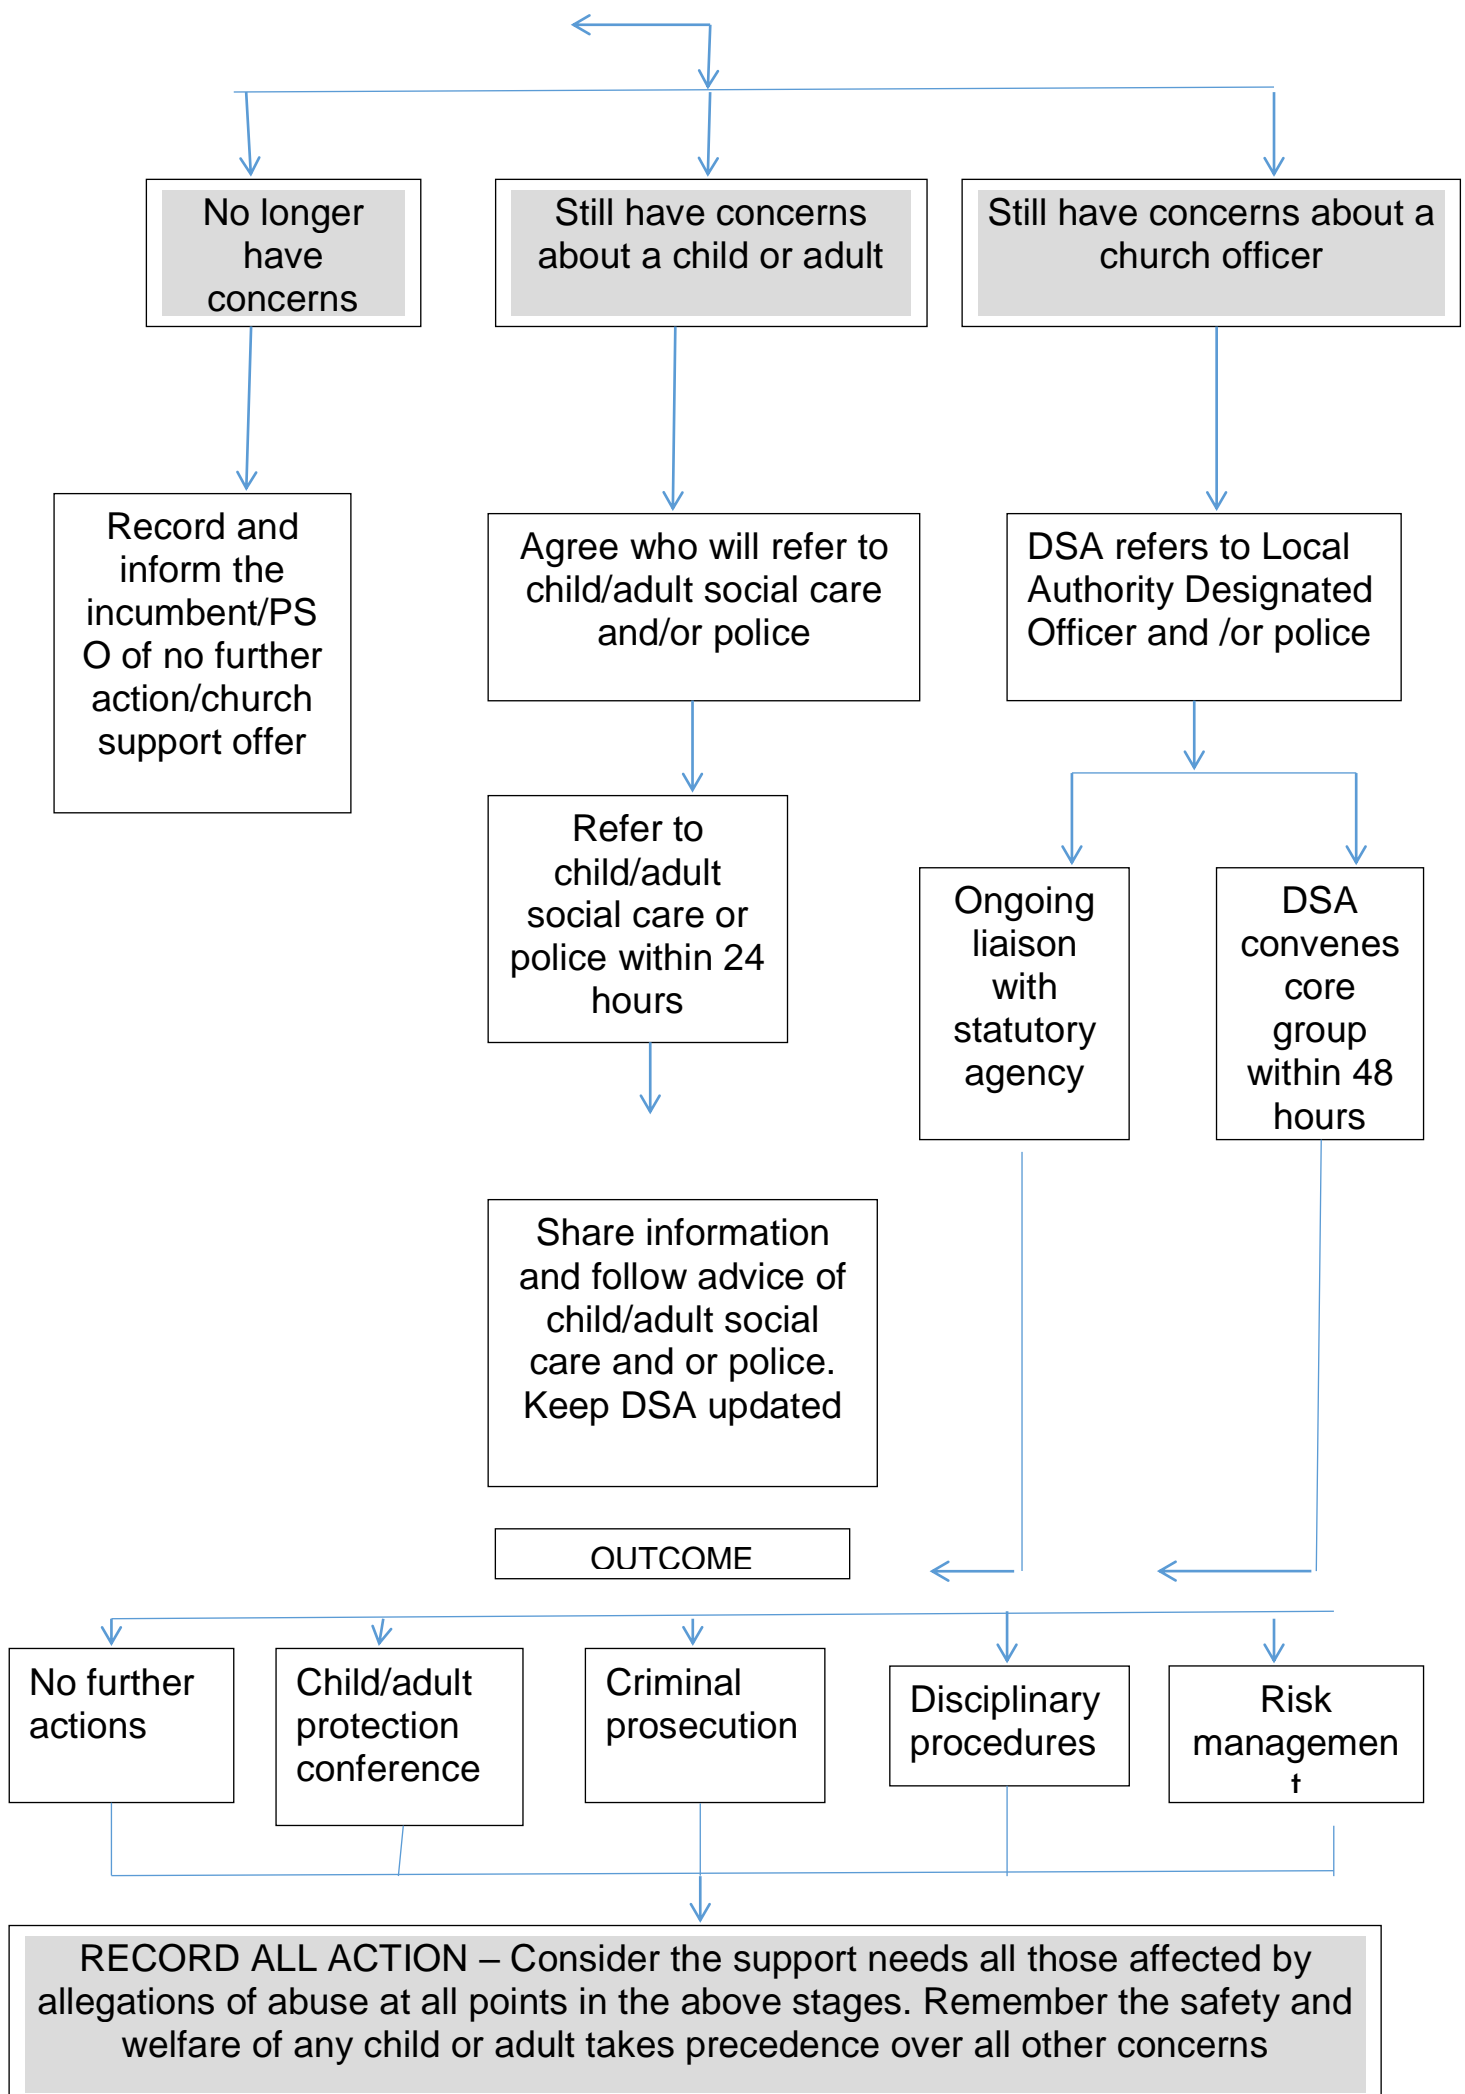 No longer
have
concerns
Still have concerns
about a child or adult
Still have concerns about a
church officer
Record and
inform the
incumbent/PS
O of no further
action/church
support offer
Agree who will refer to
child/adult social care
and/or police
DSA refers to Local
Authority Designated
Officer and /or police
Refer to
child/adult
social care or
police within 24
hours
Ongoing
liaison
with
statutory
agency
DSA
convenes
core
group
within 48
hours
Share information
and follow advice of
child/adult social
care and or police.
Keep DSA updated
OUTCOME
No further
actions
Child/adult
protection
conference
Criminal
prosecution
Disciplinary
procedures
Risk
managemen
t
RECORD ALL ACTION – Consider the support needs all those affected by
allegations of abuse at all points in the above stages. Remember the safety and
welfare of any child or adult takes precedence over all other concerns